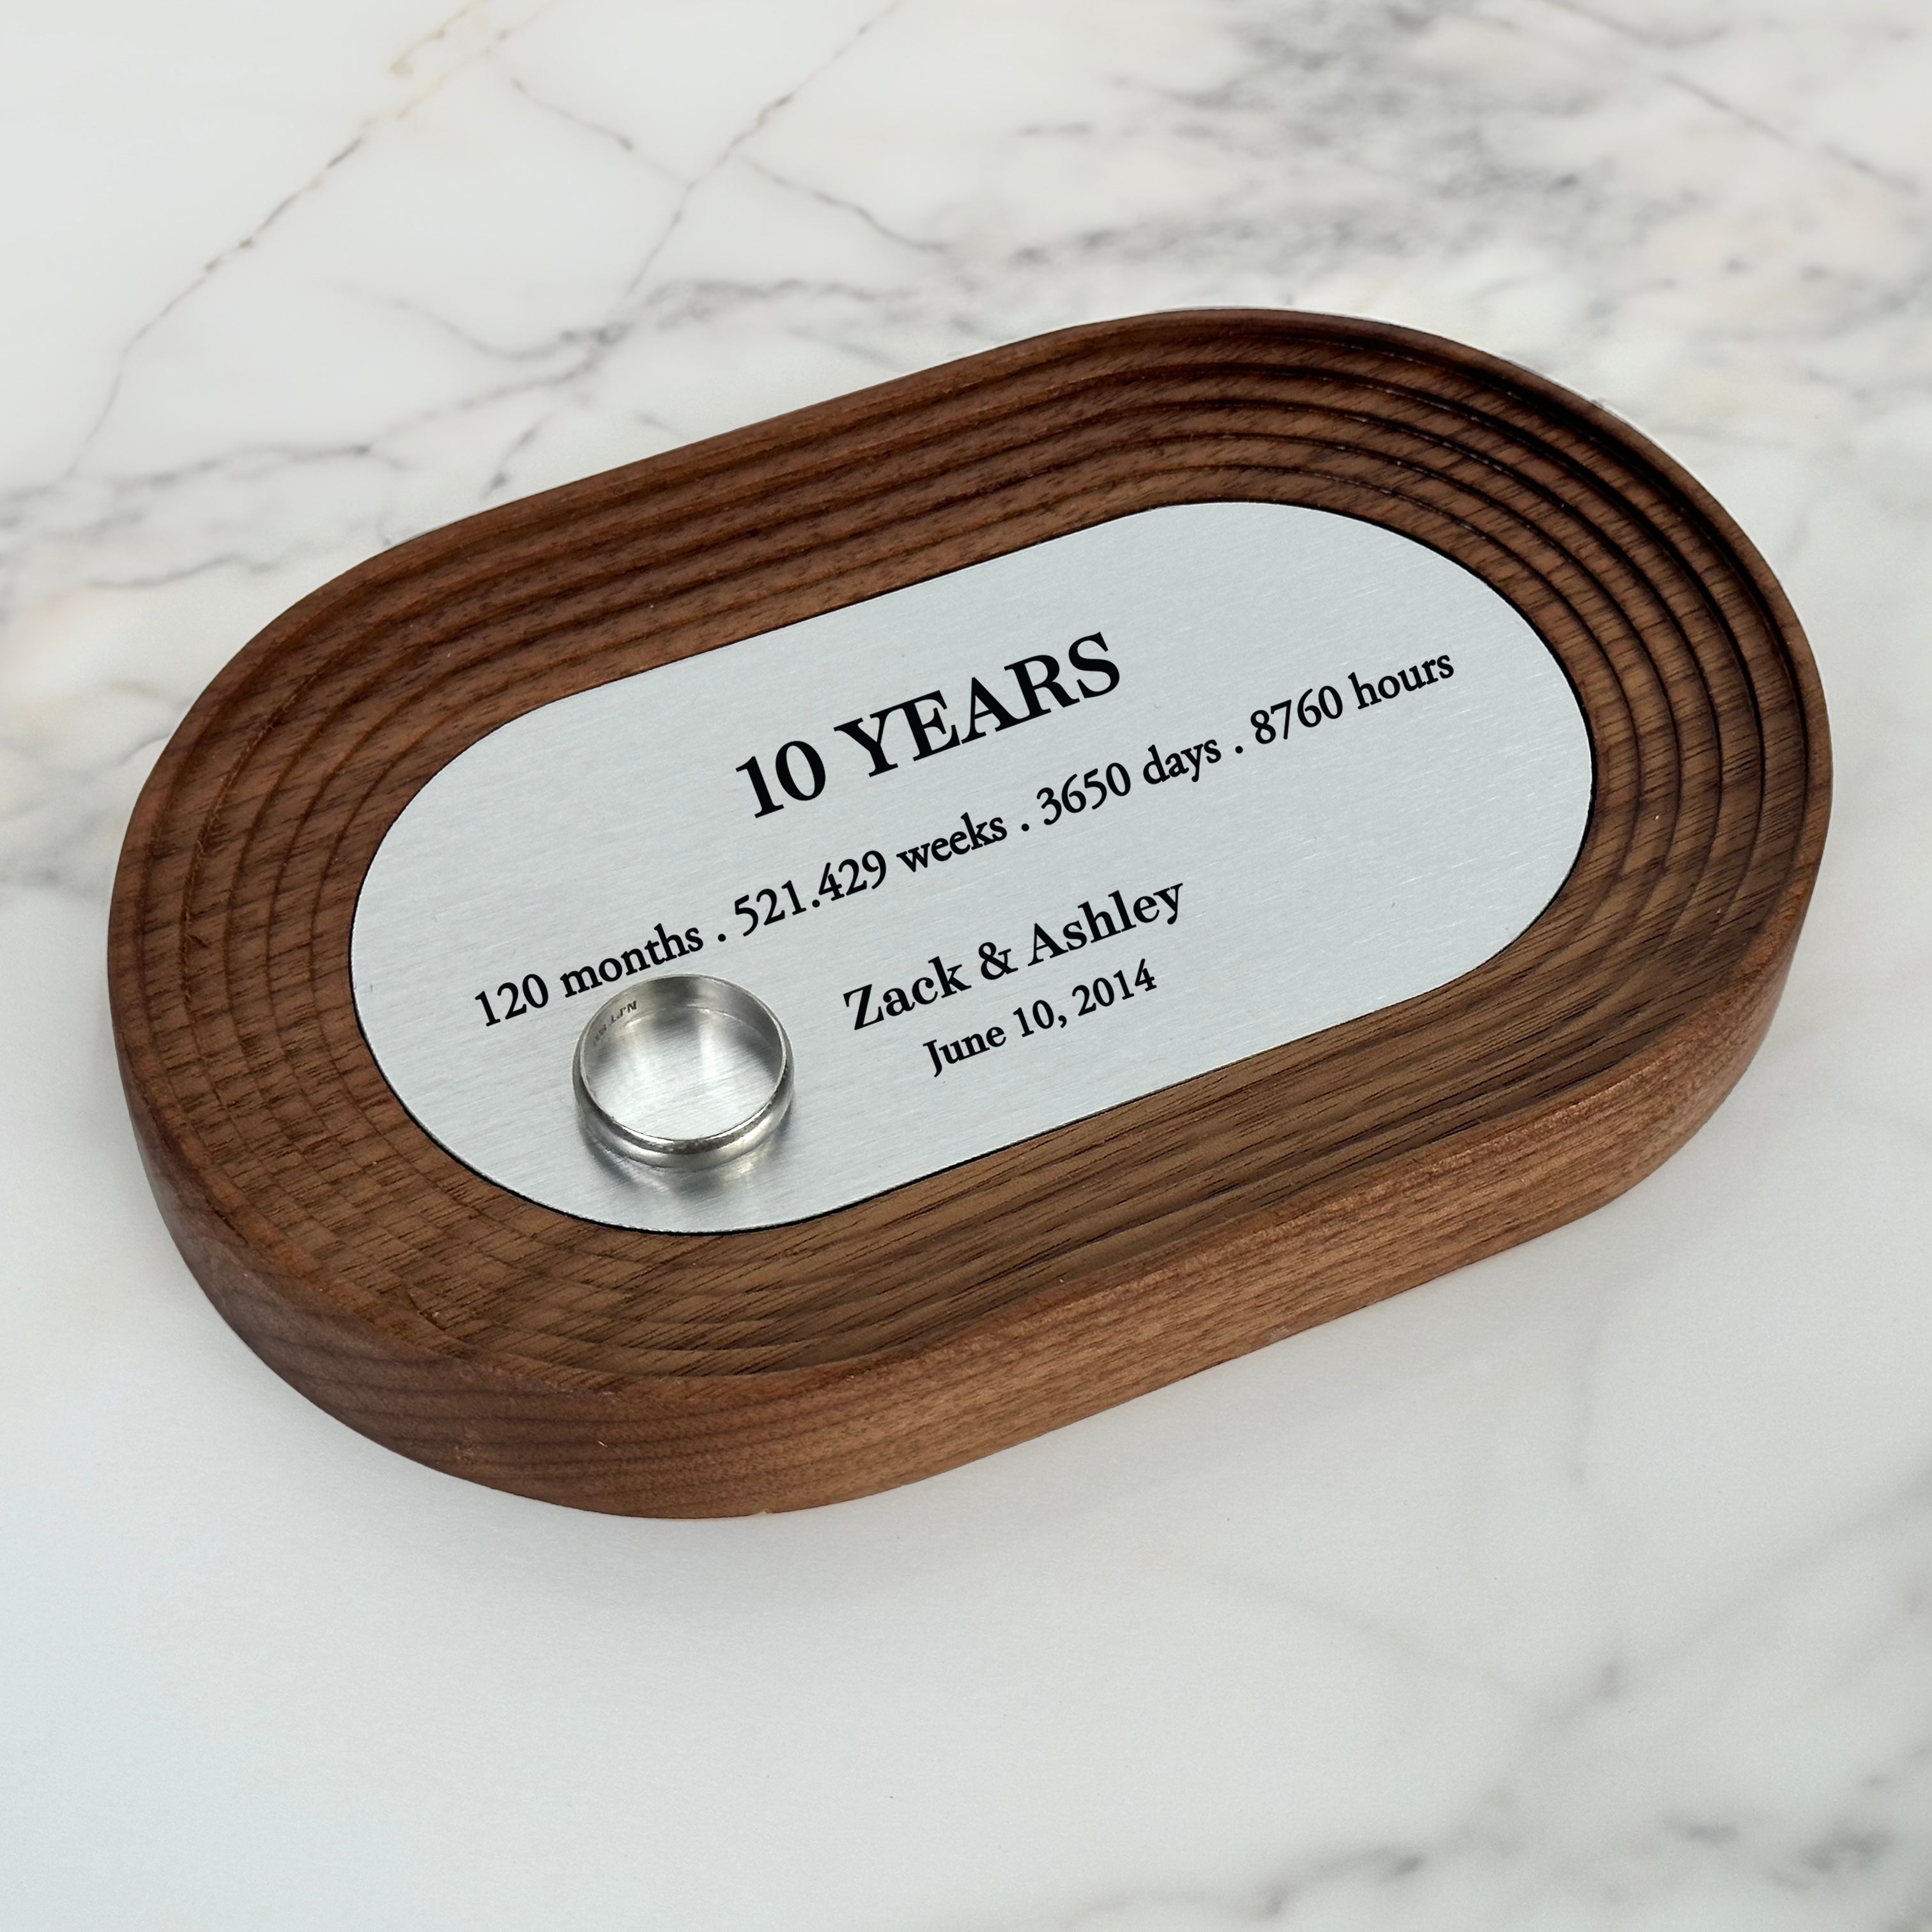 10 YEARS
120 months . 521.429 weeks . 3650 days . 8760 hours
Zack & Ashley
June 10, 2014